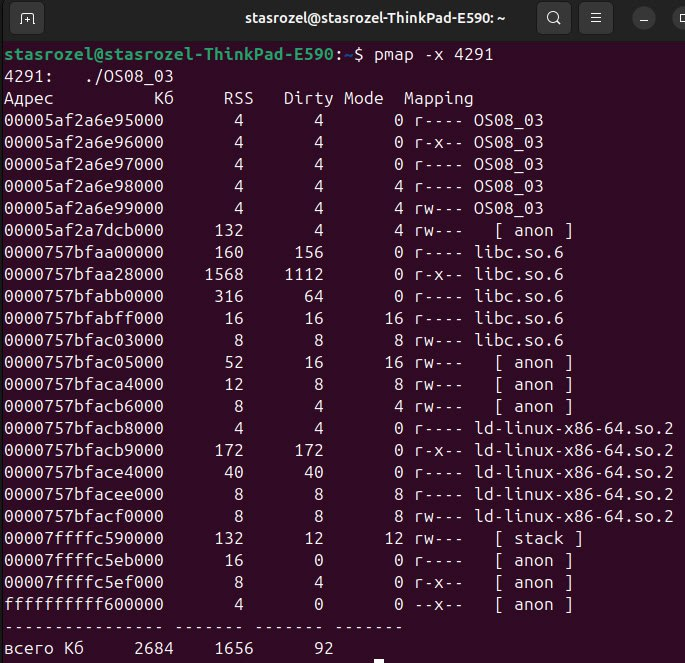 stasrozel@stasrozel-ThinkPad-E590: ~
stasrozel@stasrozel-ThinkPad-E590:~$ pmap -x 4291
4291:   ./OS08_03
Адрес           Кб     RSS   Dirty Mode  Mapping
00005af2a6e95000       4       4       0 r---- OS08_03
00005af2a6e96000       4       4       0 r-x-- OS08_03
00005af2a6e97000       4       4       0 r---- OS08_03
00005af2a6e98000       4       4       4 r---- OS08_03
00005af2a6e99000       4       4       4 rw--- OS08_03
00005af2a7dcb000     132       4       4 rw---   [ anon ]
0000757bfaa00000     160     156       0 r---- libc.so.6
0000757bfaa28000    1568    1112       0 r-x-- libc.so.6
0000757bfabb0000     316      64       0 r---- libc.so.6
0000757bfabff000      16      16      16 r---- libc.so.6
0000757bfac03000       8       8       8 rw--- libc.so.6
0000757bfac05000      52      16      16 rw---   [ anon ]
0000757bfaca4000      12       8       8 rw---   [ anon ]
0000757bfacb6000       8       4       4 rw---   [ anon ]
0000757bfacb8000       4       4       0 r---- ld-linux-x86-64.so.2
0000757bfacb9000     172     172       0 r-x-- ld-linux-x86-64.so.2
0000757bface4000      40      40       0 r---- ld-linux-x86-64.so.2
0000757bfacee000       8       8       8 r---- ld-linux-x86-64.so.2
0000757bfacf0000       8       8       8 rw--- ld-linux-x86-64.so.2
00007ffffc590000     132      12      12 rw---   [ stack ]
00007ffffc5eb000      16       0       0 r----   [ anon ]
00007ffffc5ef000       8       4       0 r-x--   [ anon ]
ffffffffff600000       4       0       0 --x--   [ anon ]
---------------- ------- ------- -------
всего Кб     2684    1656      92